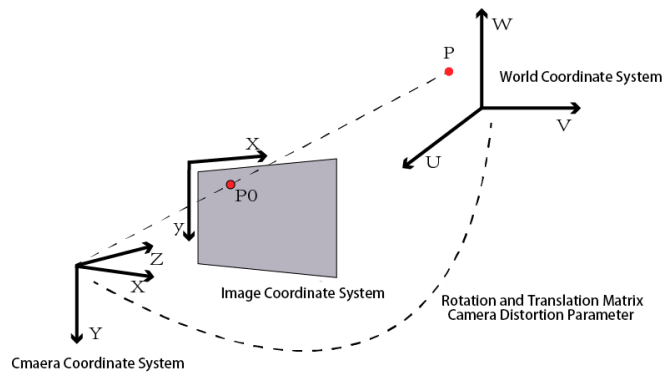 W
P
World Coordinate System
V
U
X
P0
y
Z
X
Image Coordinate System
Rotation and Translation Matrix
Camera Distortion Parameter
Y
Cmaera Coordinate System